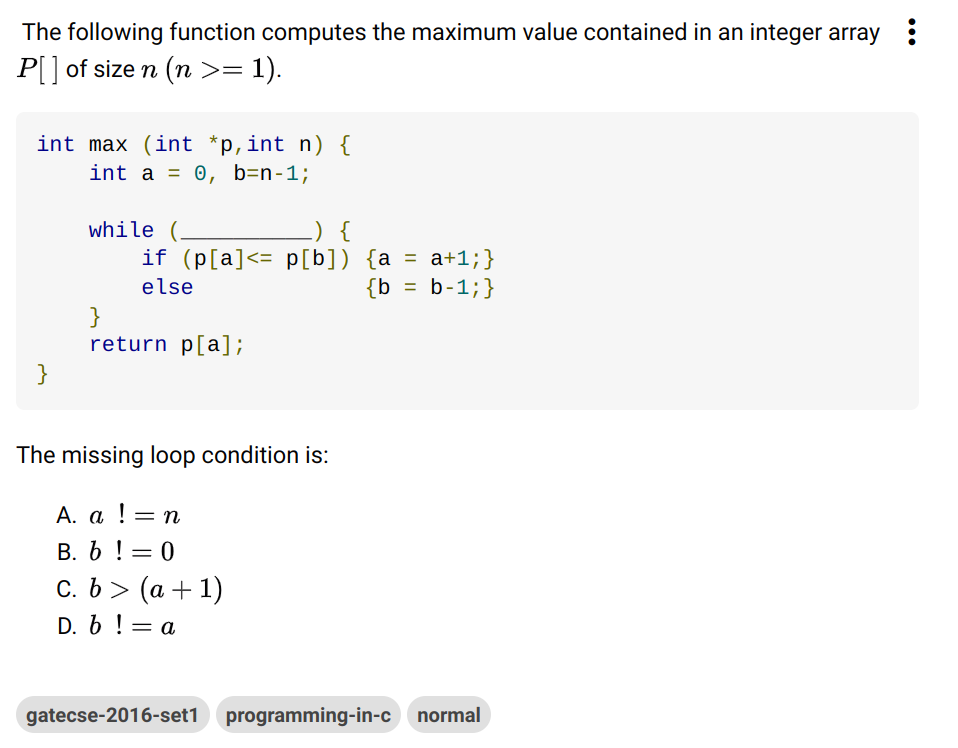 The following function computes the maximum value contained in an integer array
P[ ] of size n (n >= 1).
int max (int *p,int n) {
    int a = 0, b=n-1;
    while (__________) {
        if (p[a]<= p[b]) {a = a+1;}
        else             {b = b-1;}
    }
    return p[a];
}
The missing loop condition is:
A. a != n
B. b != 0
C. b > (a + 1)
D. b != a
gatecse-2016-set1 programming-in-c normal